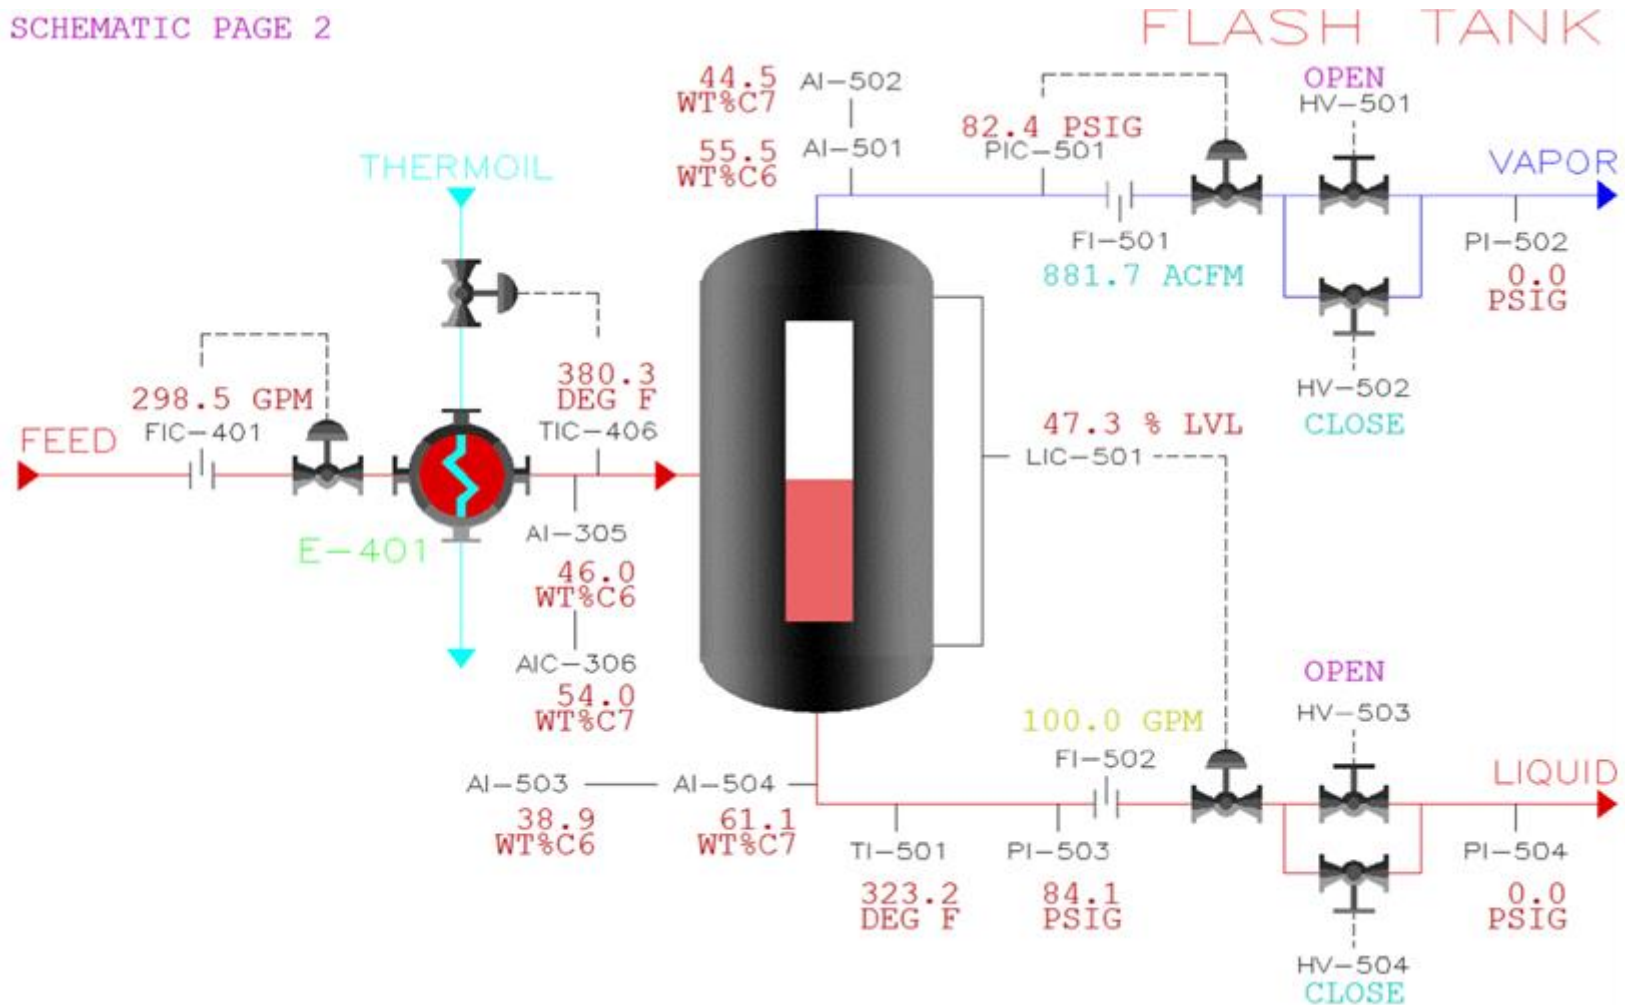 SCHEMATIC PAGE 2
FLASH TANK
44.5
WT%C7
AI-502
55.5
WT%C6
AI-501
82.4 PSIG
PIC-501
OPEN
HV-501
VAPOR
THERMOIL
FI-501
881.7 ACFM
PI-502
0.0
PSIG
HV-502
CLOSE
298.5 GPM
FIC-401
FEED
380.3
DEG F
TIC-406
47.3 % LVL
LIC-501
E-401
AI-305
46.0
WT%C6
AIC-306
54.0
WT%C7
OPEN
HV-503
100.0 GPM
FI-502
LIQUID
AI-503
38.9
WT%C6
AI-504
61.1
WT%C7
TI-501
323.2
DEG F
PI-503
84.1
PSIG
PI-504
0.0
PSIG
HV-504
CLOSE